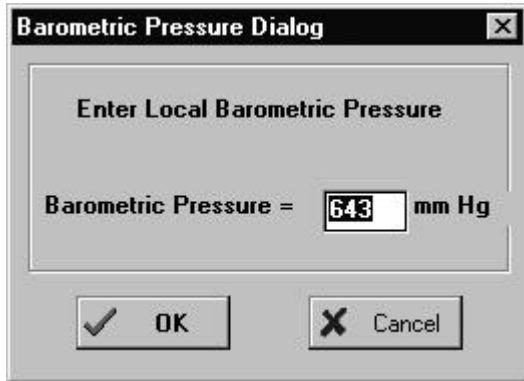 Barometric Pressure Dialog
Enter Local Barometric Pressure
Barometric Pressure = 643 mm Hg
OK Cancel